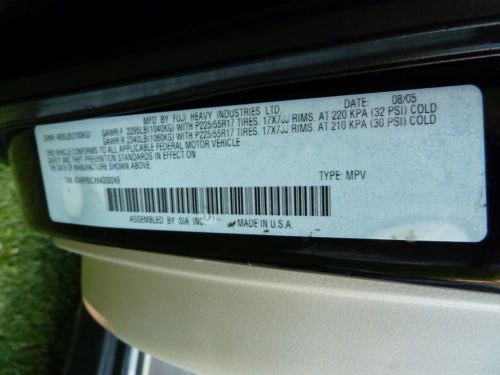 MFD BY FUJI HEAVY INDUSTRIES LTD. DATE: 08/05
GAWR:F 2295LB(1040KG) WITH P225/55R17 TIRES. 17X7JJ RIMS. AT 220 KPA (32 PSI) COLD
GAWR:R 2340LB(1060KG) WITH P225/55R17 TIRES. 17X7JJ RIMS. AT 210 KPA (30 PSI) COLD
THIS VEHICLE CONFORMS TO ALL APPLICABLE FEDERAL MOTOR VEHICLE
SAFETY STANDARDS IN EFFECT ON THE DATE OF MANUFACTURE
SHOWN ABOVE.
TYPE: MPV
ASSEMBLED BY SIA INC. MADE IN U.S.A.